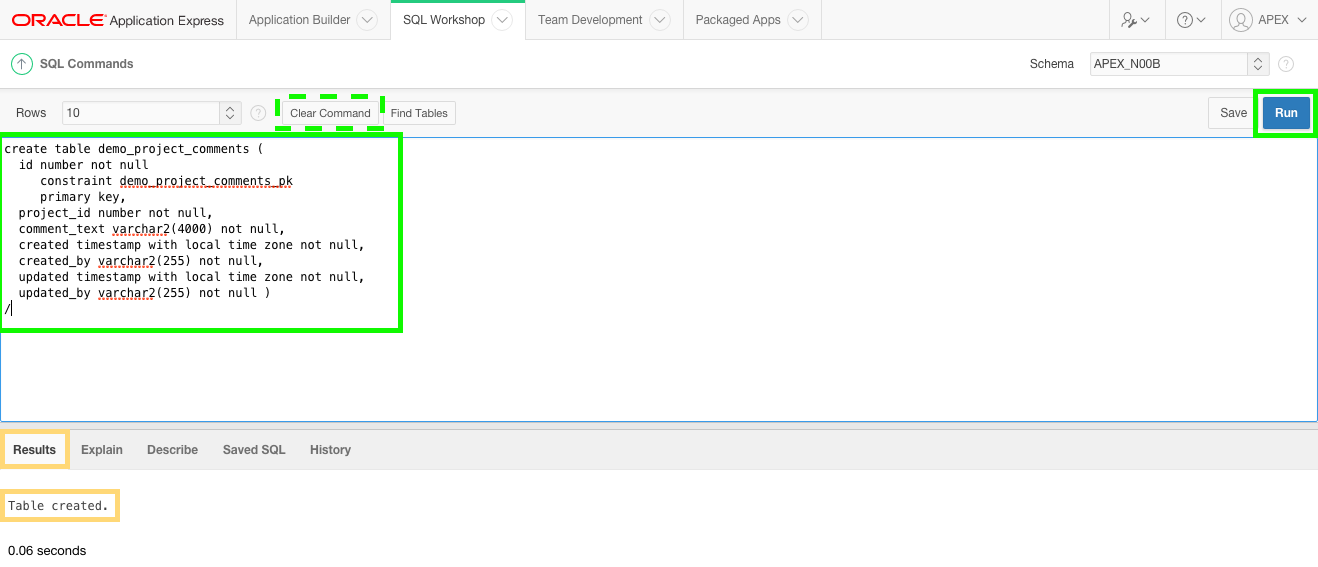 ORACLE Application Express Application Builder SQL Workshop Team Development Packaged Apps ? APEX
SQL Commands Schema APEX_N00B ?
Rows 10 ? Clear Command Find Tables Save Run
create table demo_project_comments (
id number not null
constraint demo_project_comments_pk
primary key,
project_id number not null,
comment_text varchar2(4000) not null,
created timestamp with local time zone not null,
created_by varchar2(255) not null,
updated timestamp with local time zone not null,
updated_by varchar2(255) not null )
/
Results Explain Describe Saved SQL History
Table created.
0.06 seconds